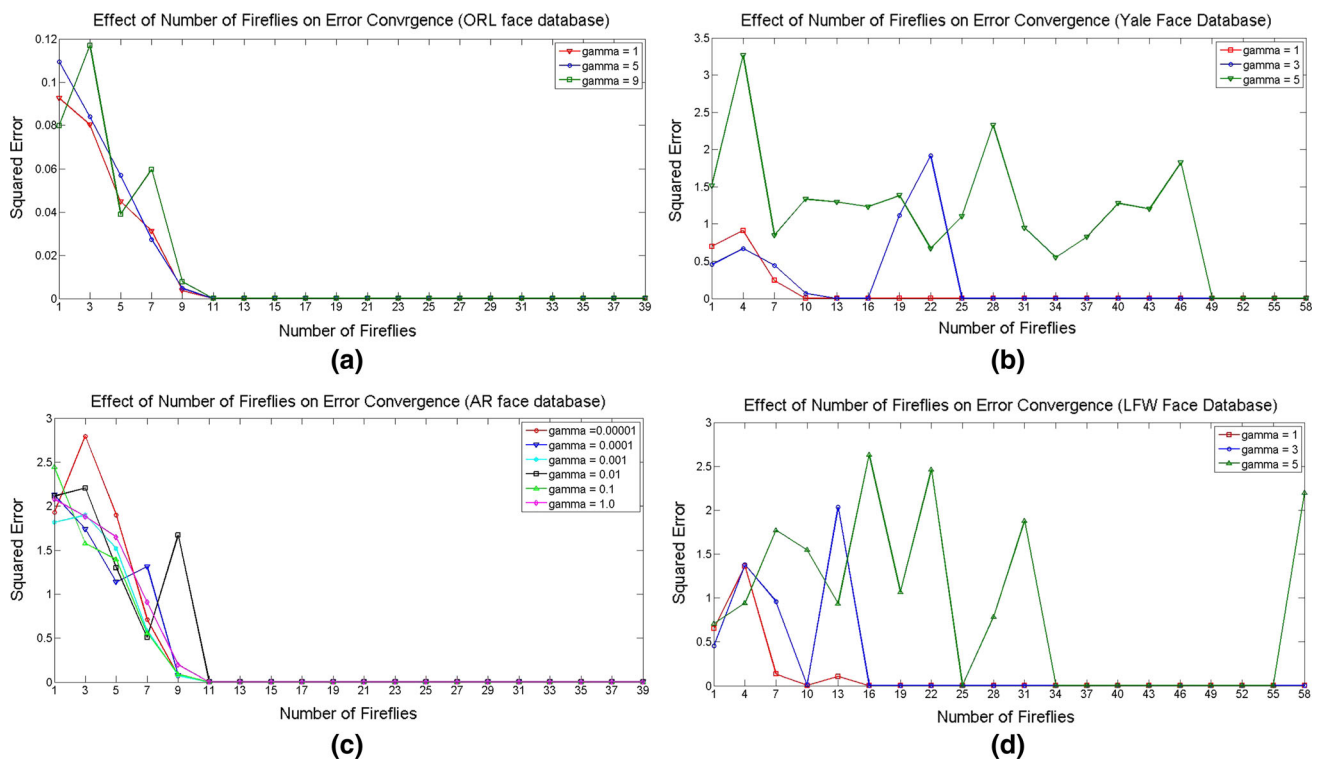 Effect of Number of Fireflies on Error Convrgence (ORL face database)
0.12
0.1
0.08
0.06
0.04
0.02
0
Squared Error
gamma = 1
gamma = 5
gamma = 9
1 3 5 7 9 11 13 15 17 19 21 23 25 27 29 31 33 35 37 39
Number of Fireflies
(a)
Effect of Number of Fireflies on Error Convergence (Yale Face Database)
3.5
3
2.5
2
1.5
1
0.5
0
Squared Error
gamma = 1
gamma = 3
gamma = 5
1 4 7 10 13 16 19 22 25 28 31 34 37 40 43 46 49 52 55 58
Number of Fireflies
(b)
Effect of Number of Fireflies on Error Convergence (AR face database)
3
2.5
2
1.5
1
0.5
0
Squared Error
gamma =0.00001
gamma = 0.0001
gamma = 0.001
gamma = 0.01
gamma = 0.1
gamma = 1.0
1 3 5 7 9 11 13 15 17 19 21 23 25 27 29 31 33 35 37 39
Number of Fireflies
(c)
Effect of Number of Fireflies on Error Convergence (LFW Face Database)
3
2.5
2
1.5
1
0.5
0
Squared Error
gamma = 1
gamma = 3
gamma = 5
1 4 7 10 13 16 19 22 25 28 31 34 37 40 43 46 49 52 55 58
Number of Fireflies
(d)